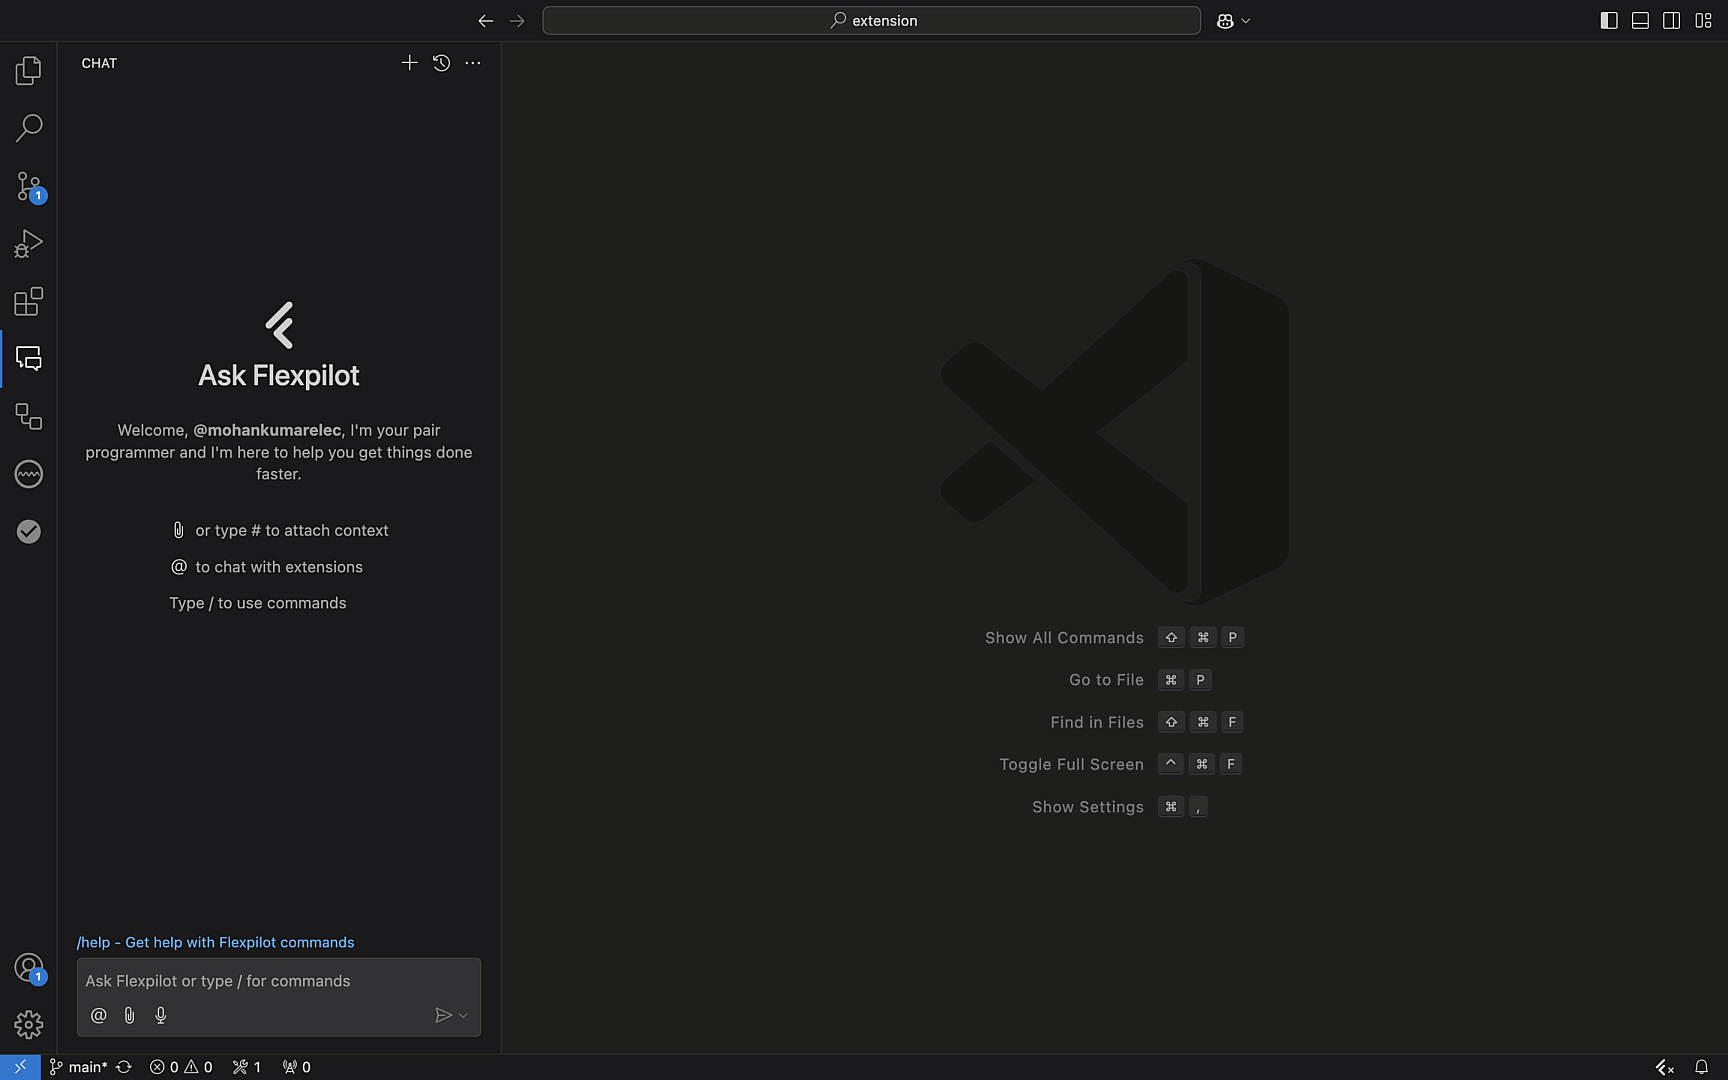 extension
CHAT
1
Ask Flexpilot
Welcome, @mohankumarelec, I'm your pair
programmer and I'm here to help you get things done
faster.
or type # to attach context
@ to chat with extensions
Type / to use commands
Show All Commands ⇧ ⌘ P
Go to File ⌘ P
Find in Files ⇧ ⌘ F
Toggle Full Screen ^ ⌘ F
Show Settings ⌘ ,
/help - Get help with Flexpilot commands
Ask Flexpilot or type / for commands
@
1
main* 0 0 1 0